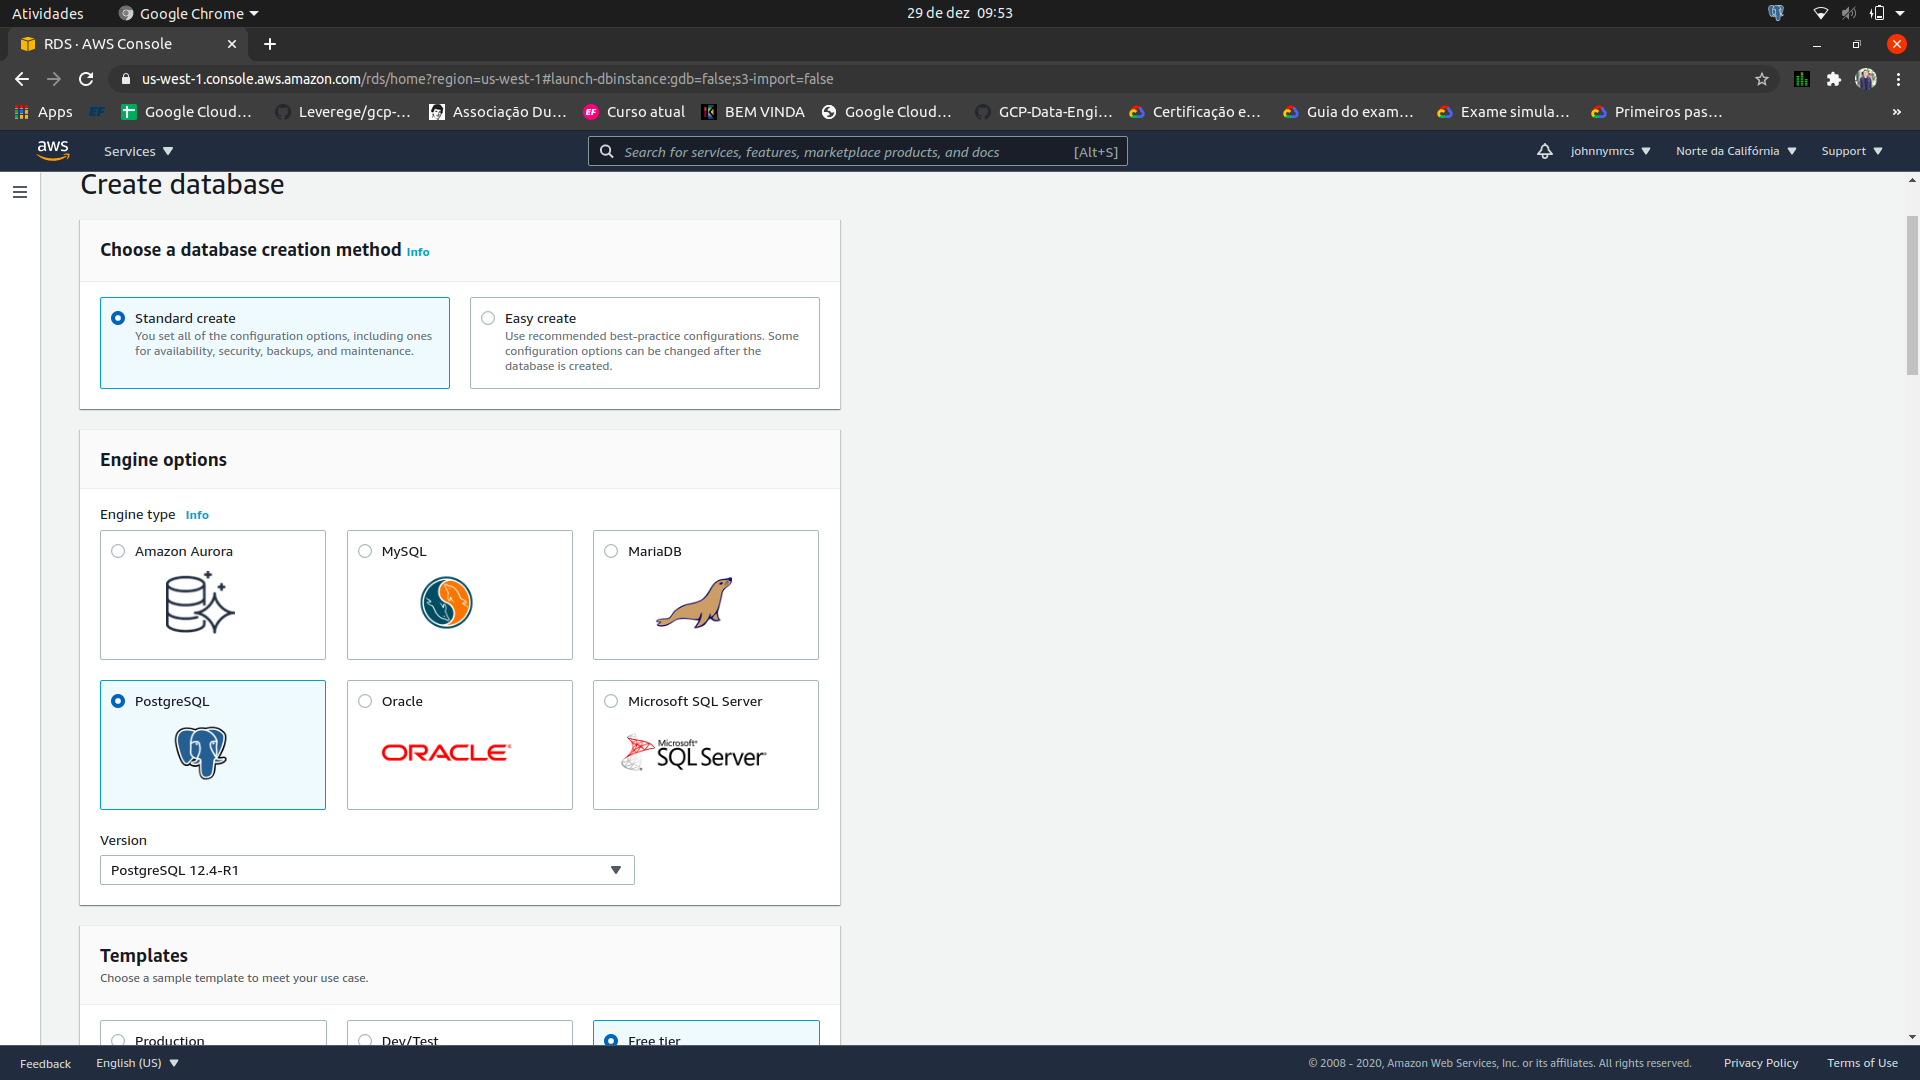 Atividades
Google Chrome
29 de dez 09:53
RDS · AWS Console
us-west-1.console.aws.amazon.com/rds/home?region=us-west-1#launch-dbinstance:gdb=false;s3-import=false
Apps
EF
Google Cloud...
Leverege/gcp-...
Associação Du...
EF
Curso atual
BEM VINDA
Google Cloud...
GCP-Data-Engi...
Certificação e...
Guia do exam...
Exame simula...
Primeiros pas...
»
aws
Services
Search for services, features, marketplace products, and docs
[Alt+S]
johnnymrcs
Norte da Califórnia
Support
Create database
Choose a database creation method Info
Standard create
You set all of the configuration options, including ones
for availability, security, backups, and maintenance.
Easy create
Use recommended best-practice configurations. Some
configuration options can be changed after the
database is created.
Engine options
Engine type Info
Amazon Aurora
MySQL
MariaDB
PostgreSQL
Oracle
ORACLE
Microsoft SQL Server
Microsoft®
SQL Server
Version
PostgreSQL 12.4-R1
Templates
Choose a sample template to meet your use case.
Production
Dev/Test
Free tier
Feedback
English (US)
© 2008 - 2020, Amazon Web Services, Inc. or its affiliates. All rights reserved.
Privacy Policy
Terms of Use